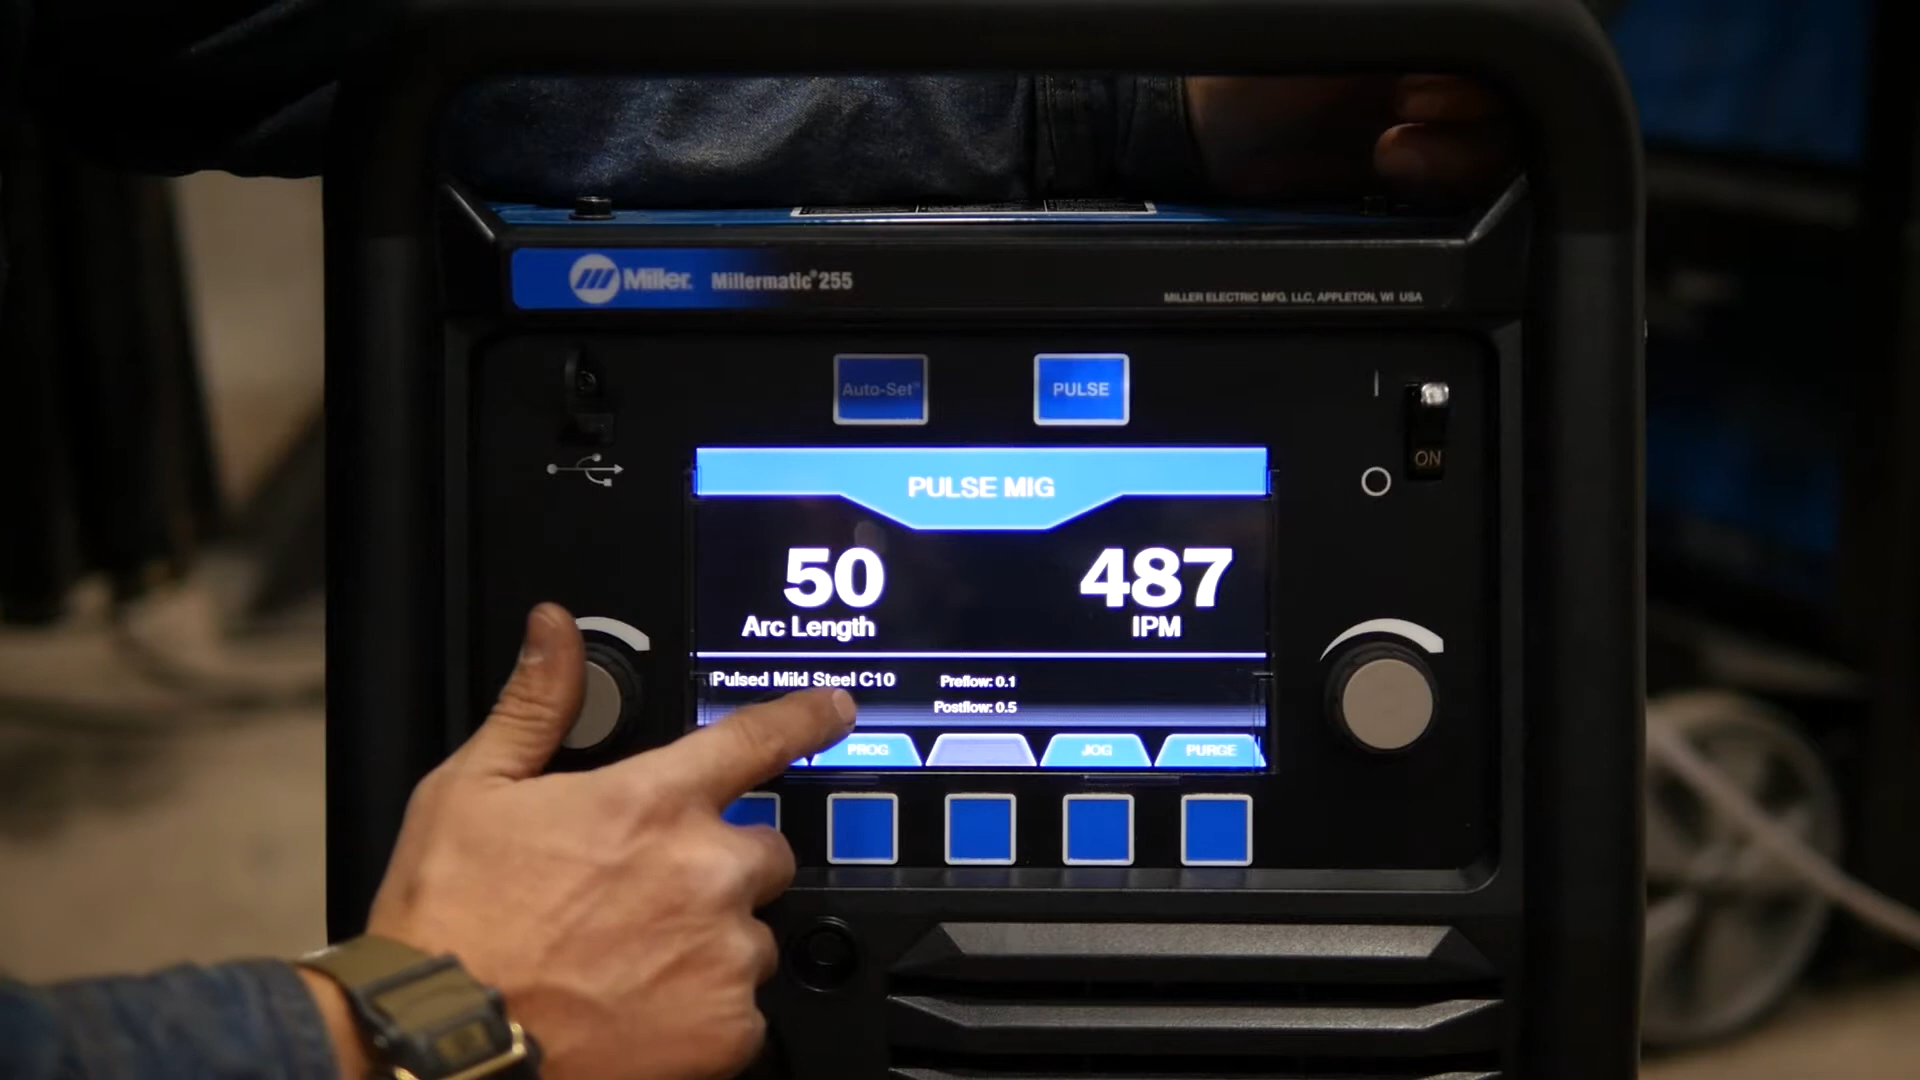 Miller. Millermatic® 255
MILLER ELECTRIC MFG. LLC, APPLETON, WI USA
Auto-Set™ PULSE
ON
PULSE MIG
50 487
Arc Length IPM
Pulsed Mild Steel C10 Preflow: 0.1
Postflow: 0.5
PROG JOG PURGE